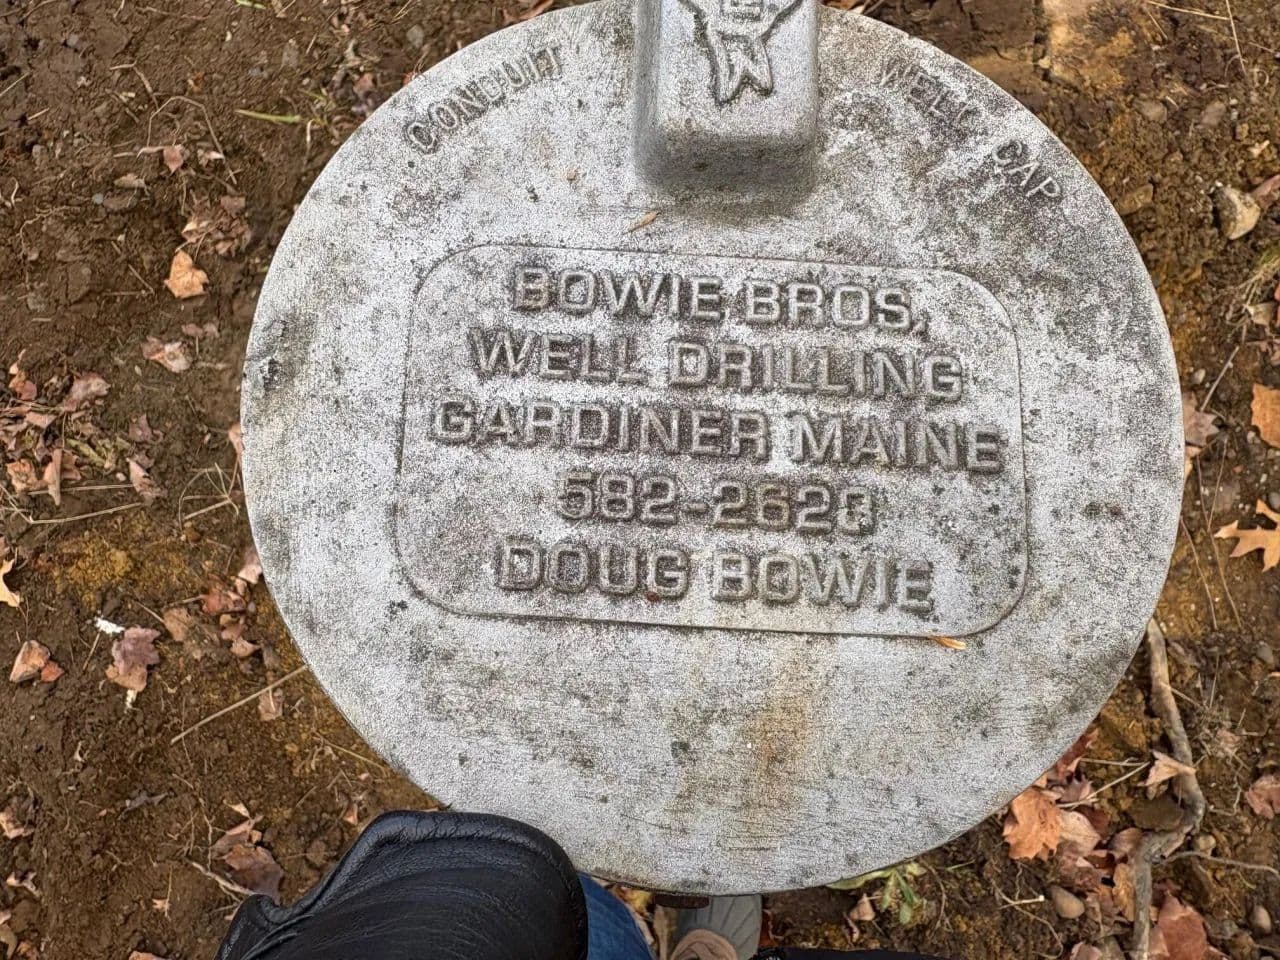 CONDUIT
WELL CAP
BOWIE BROS.
WELL DRILLING
GARDINER MAINE
582-2628
DOUG BOWIE